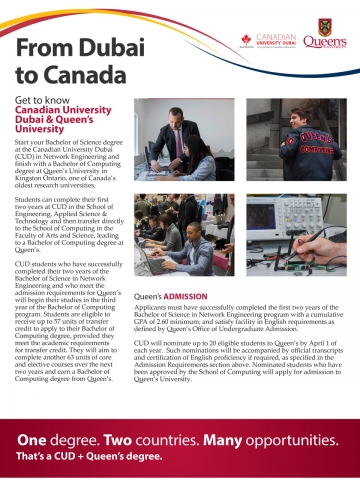 CANADIAN
UNIVERSITY DUBAI
Queen's
UNIVERSITY
From Dubai
to Canada
Get to know
Canadian University
Dubai & Queen's
University
Start your Bachelor of Science degree
at the Canadian University Dubai
(CUD) in Network Engineering and
finish with a Bachelor of Computing
degree at Queen's University in
Kingston Ontario, one of Canada's
oldest research universities.
Students can complete their first
two years at CUD in the School of
Engineering, Applied Science &
Technology and then transfer directly
to the School of Computing in the
Faculty of Arts and Science, leading
to a Bachelor of Computing degree at
Queen's.
CUD students who have successfully
completed their two years of the
Bachelor of Science in Network
Engineering and who meet the
admission requirements for Queen's
will begin their studies in the third
year of the Bachelor of Computing
program. Students are eligible to
receive up to 57 units of transfer
credit to apply to their Bachelor of
Computing degree, provided they
meet the academic requirements
for transfer credit. They will aim to
complete another 63 units of core
and elective courses over the next
two years and earn a Bachelor of
Computing degree from Queen's.
QUEEN'S
COMPUTING
Queen's ADMISSION
Applicants must have successfully completed the first two years of the
Bachelor of Science in Network Engineering program with a cumulative
GPA of 2.60 minimum; and satisfy facility in English requirements as
defined by Queen's Office of Undergraduate Admission.
CUD will nominate up to 20 eligible students to Queen's by April 1 of
each year. Such nominations will be accompanied by official transcripts
and certification of English proficiency if required, as specified in the
Admission Requirements section above. Nominated students who have
been approved by the School of Computing will apply for admission to
Queen's University.
One degree. Two countries. Many opportunities.
That's a CUD + Queen's degree.